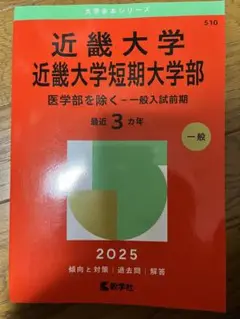 大学赤本シリーズ
510
近畿大学
近畿大学短期大学部
医学部を除く－一般入試前期
最近3カ年
一般
2025
傾向と対策｜過去問｜解答
教学社